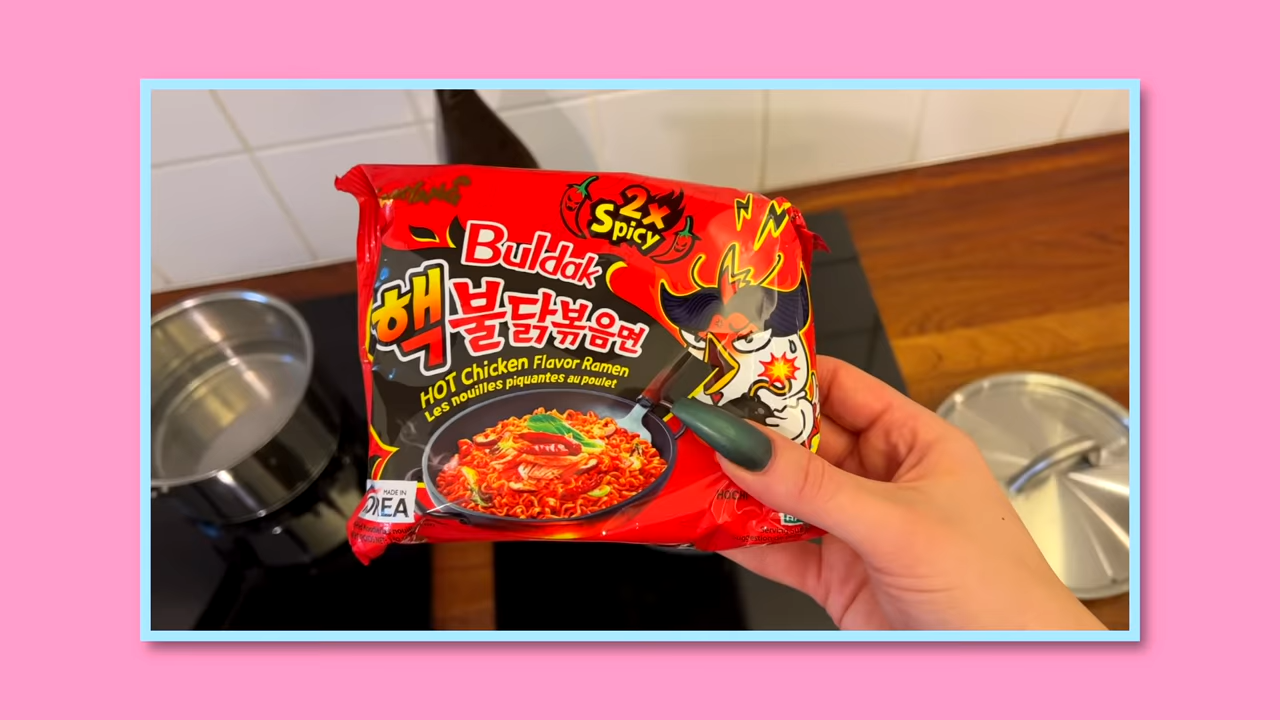 2x
Spicy
Buldak
핵불닭볶음면
HOT Chicken Flavor Ramen
Les nouilles piquantes au poulet
MADE IN